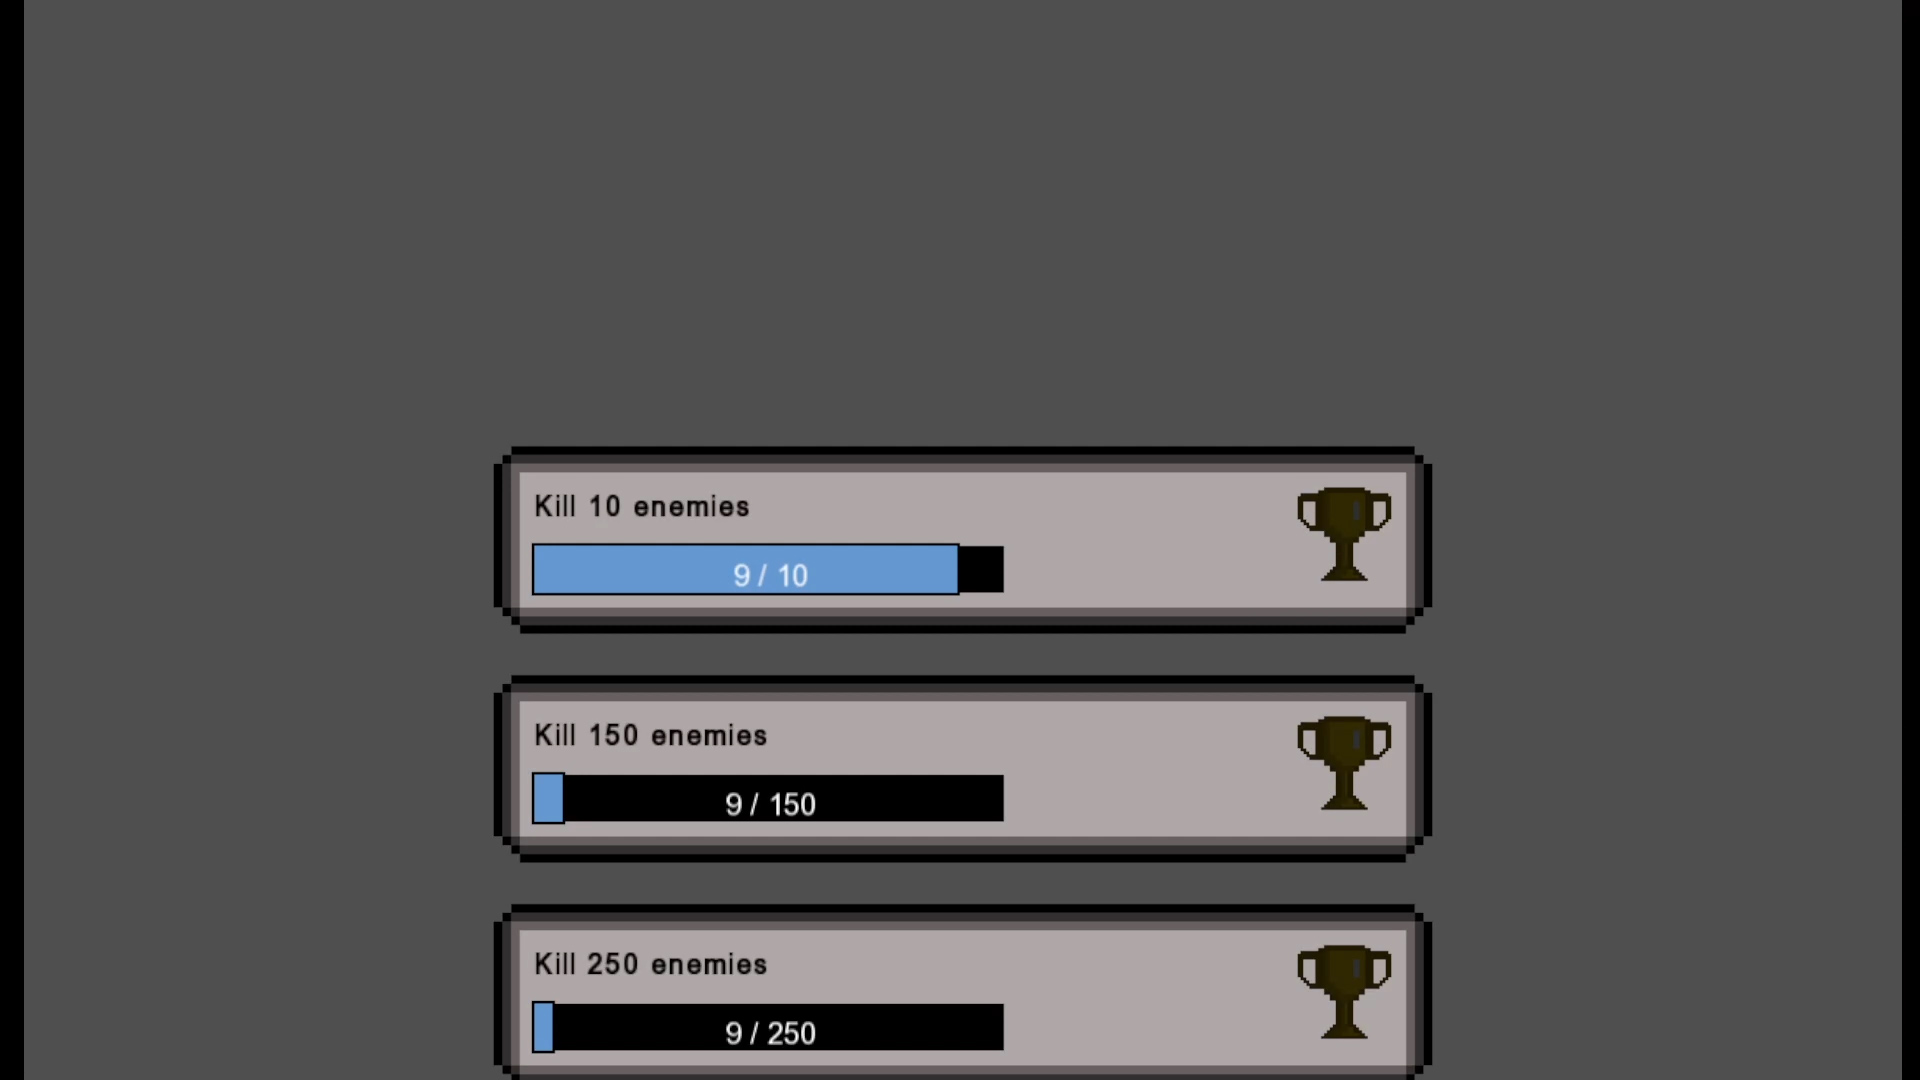 Kill 10 enemies
9 / 10
Kill 150 enemies
9 / 150
Kill 250 enemies
9 / 250